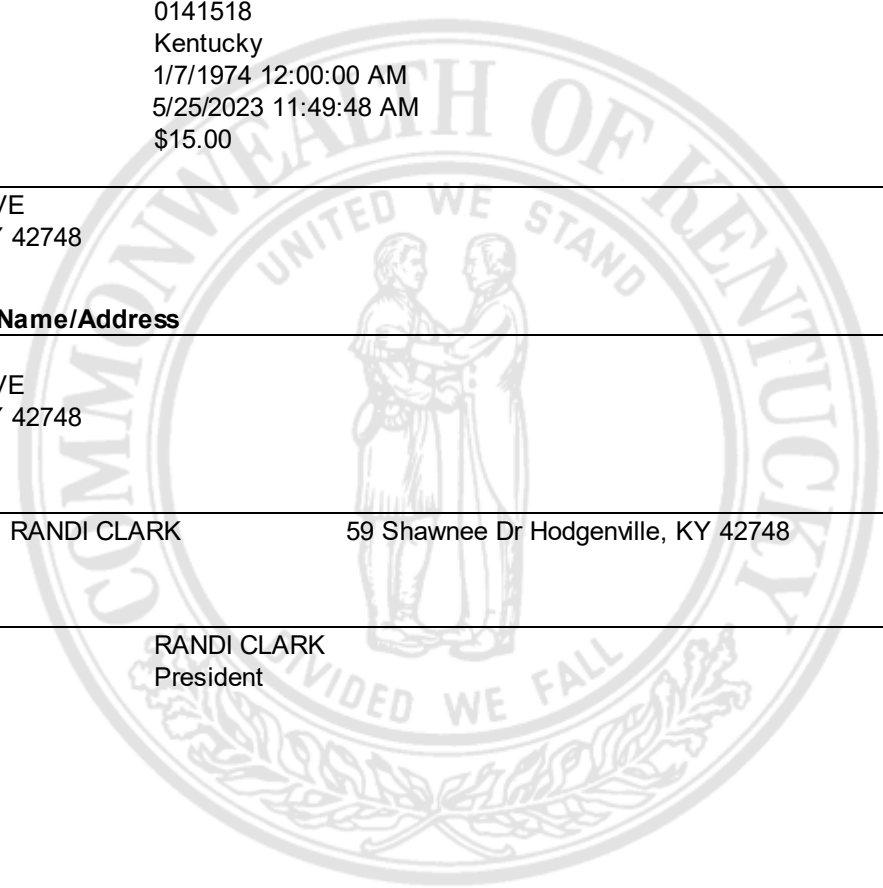 0141518
Kentucky
1/7/1974 12:00:00 AM
5/25/2023 11:49:48 AM
$15.00
VE
Y 42748
Name/Address
VE
Y 42748
RANDI CLARK 59 Shawnee Dr Hodgenville, KY 42748
RANDI CLARK
President
COMMONWEALTH OF KENTUCKY
UNITED WE STAND
DIVIDED WE FALL